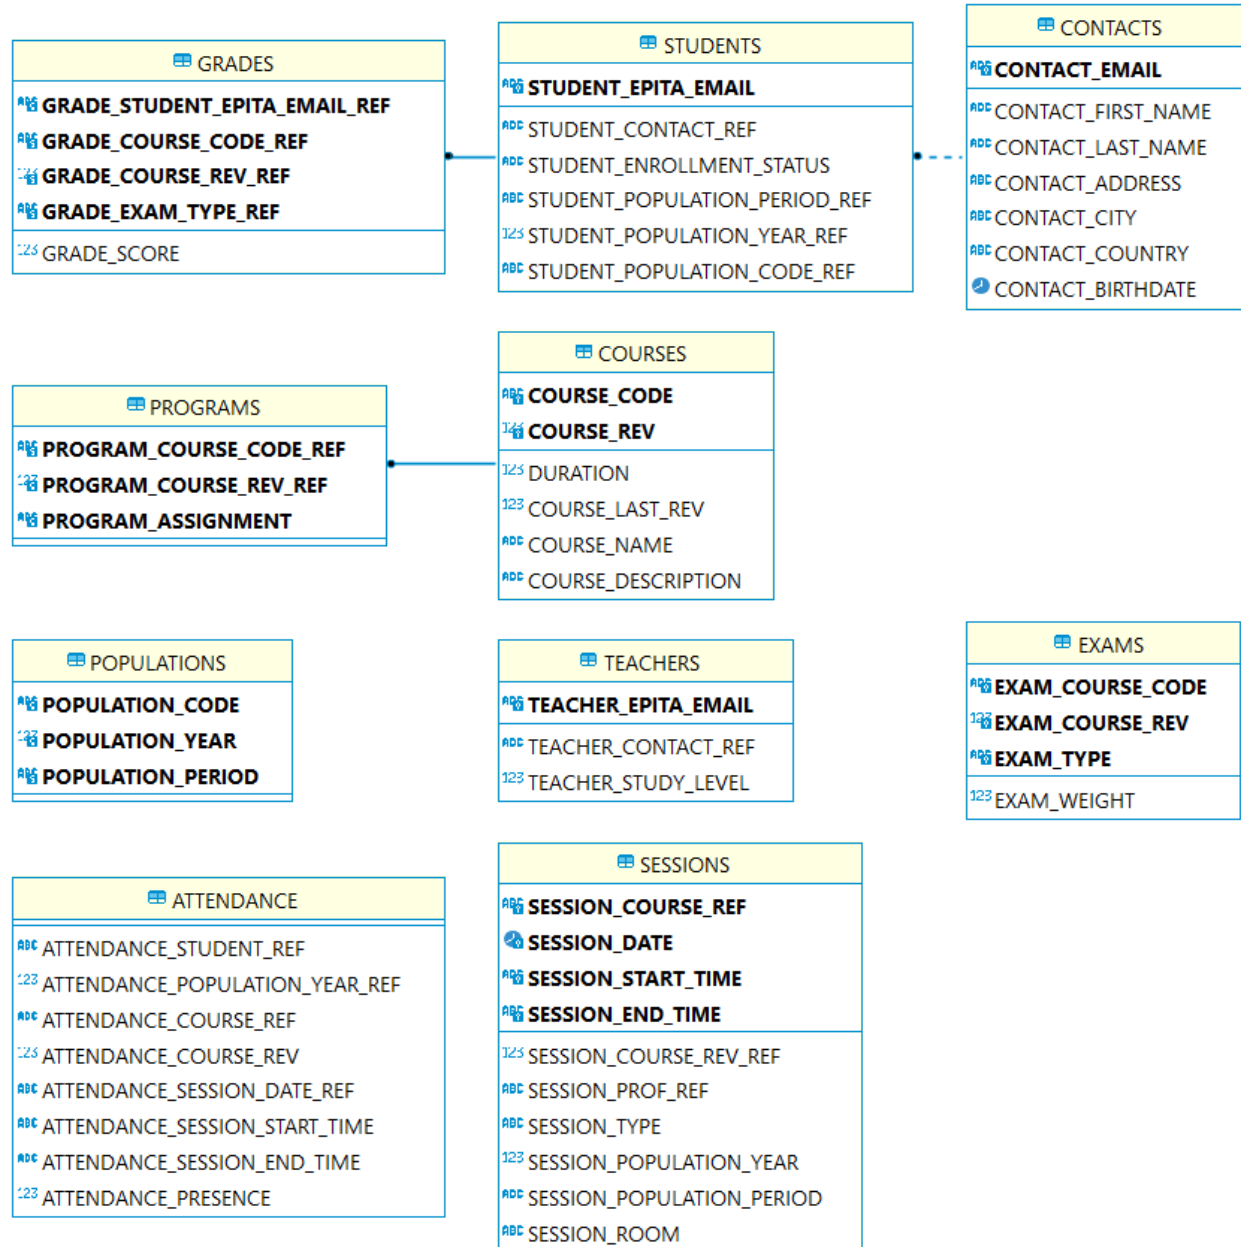 GRADES
GRADE_STUDENT_EPITA_EMAIL_REF
GRADE_COURSE_CODE_REF
GRADE_COURSE_REV_REF
GRADE_EXAM_TYPE_REF
GRADE_SCORE
STUDENTS
STUDENT_EPITA_EMAIL
STUDENT_CONTACT_REF
STUDENT_ENROLLMENT_STATUS
STUDENT_POPULATION_PERIOD_REF
STUDENT_POPULATION_YEAR_REF
STUDENT_POPULATION_CODE_REF
CONTACTS
CONTACT_EMAIL
CONTACT_FIRST_NAME
CONTACT_LAST_NAME
CONTACT_ADDRESS
CONTACT_CITY
CONTACT_COUNTRY
CONTACT_BIRTHDATE
PROGRAMS
PROGRAM_COURSE_CODE_REF
PROGRAM_COURSE_REV_REF
PROGRAM_ASSIGNMENT
COURSES
COURSE_CODE
COURSE_REV
DURATION
COURSE_LAST_REV
COURSE_NAME
COURSE_DESCRIPTION
POPULATIONS
POPULATION_CODE
POPULATION_YEAR
POPULATION_PERIOD
TEACHERS
TEACHER_EPITA_EMAIL
TEACHER_CONTACT_REF
TEACHER_STUDY_LEVEL
EXAMS
EXAM_COURSE_CODE
EXAM_COURSE_REV
EXAM_TYPE
EXAM_WEIGHT
ATTENDANCE
ATTENDANCE_STUDENT_REF
ATTENDANCE_POPULATION_YEAR_REF
ATTENDANCE_COURSE_REF
ATTENDANCE_COURSE_REV
ATTENDANCE_SESSION_DATE_REF
ATTENDANCE_SESSION_START_TIME
ATTENDANCE_SESSION_END_TIME
ATTENDANCE_PRESENCE
SESSIONS
SESSION_COURSE_REF
SESSION_DATE
SESSION_START_TIME
SESSION_END_TIME
SESSION_COURSE_REV_REF
SESSION_PROF_REF
SESSION_TYPE
SESSION_POPULATION_YEAR
SESSION_POPULATION_PERIOD
SESSION_ROOM